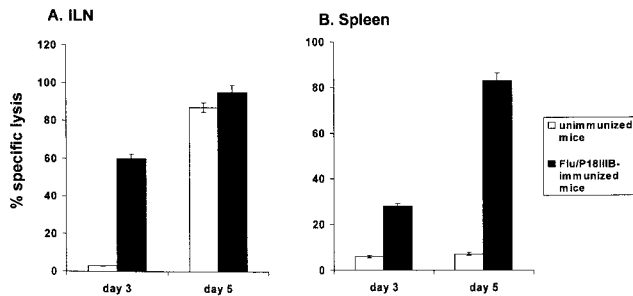 A. ILN
B. Spleen
% specific lysis
120
100
80
60
40
20
0
day 3
day 5
100
80
60
40
20
0
day 3
day 5
unimmunized
mice
Flu/P18IIIB-
immunized
mice